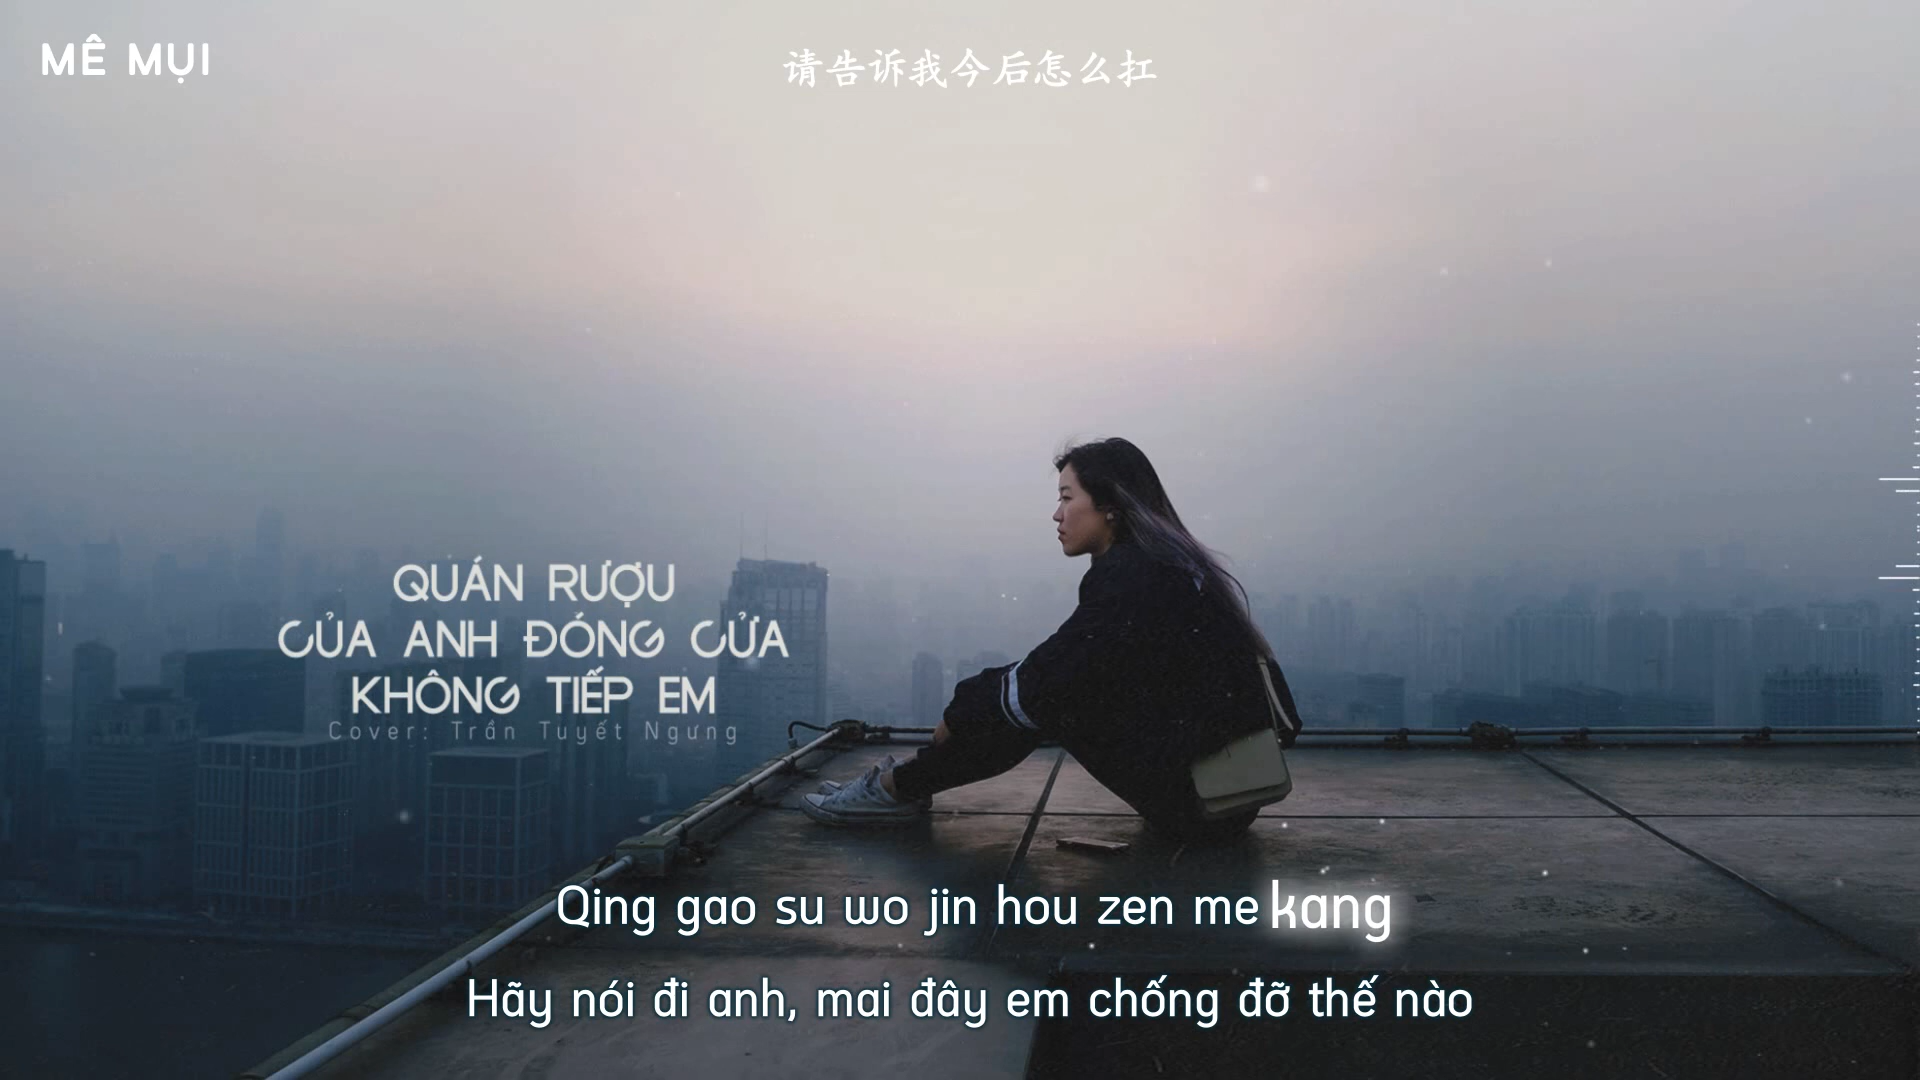 MÊ MỤI
请告诉我今后怎么扛
QUÁN RƯỢU
CỦA ANH ĐÓNG CỬA
KHÔNG TIẾP EM
Cover: Trần Tuyết Ngưng
Qing gao su wo jin hou zen me kang
Hãy nói đi anh, mai đây em chống đỡ thế nào